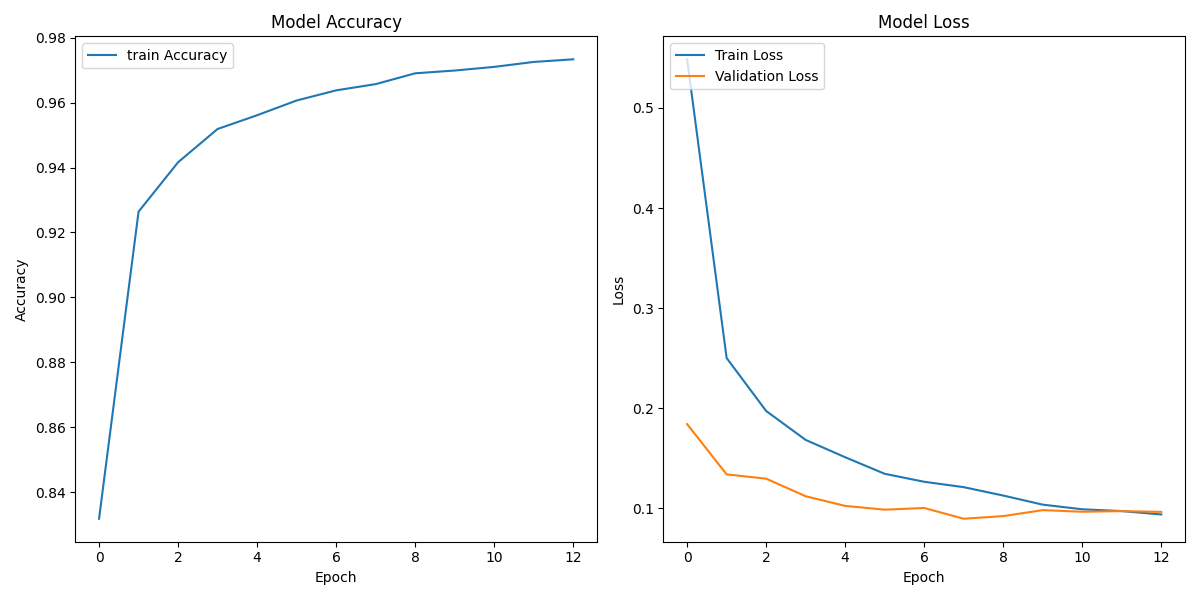 Model Accuracy
train Accuracy
0.98
0.96
0.94
0.92
0.90
0.88
0.86
0.84
Accuracy
0 2 4 6 8 10 12
Epoch
Model Loss
Train Loss
Validation Loss
0.5
0.4
0.3
0.2
0.1
Loss
0 2 4 6 8 10 12
Epoch